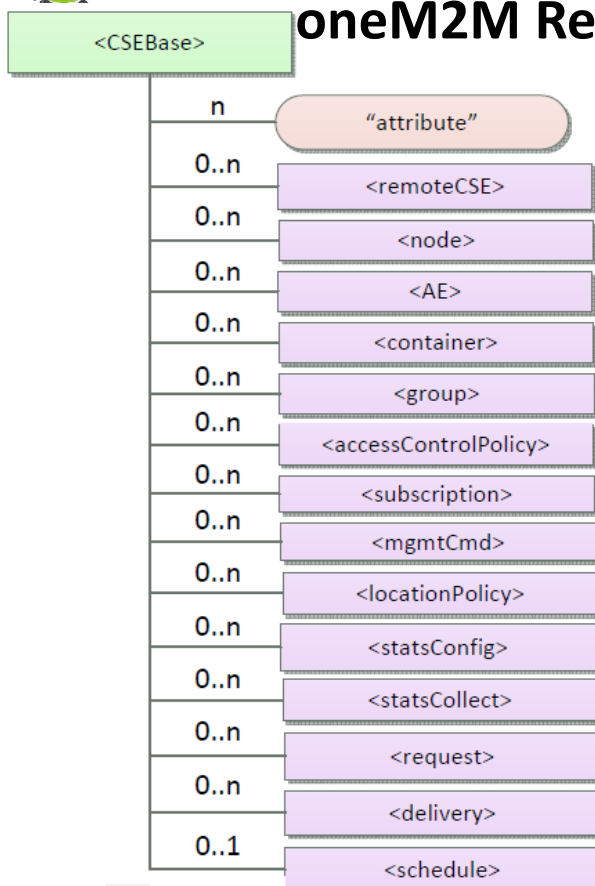 oneM2M Re
<CSEBase>
n
"attribute"
0..n
<remoteCSE>
0..n
<node>
0..n
<AE>
0..n
<container>
0..n
<group>
0..n
<accessControlPolicy>
0..n
<subscription>
0..n
<mgmtCmd>
0..n
<locationPolicy>
0..n
<statsConfig>
0..n
<statsCollect>
0..n
<request>
0..n
<delivery>
0..1
<schedule>